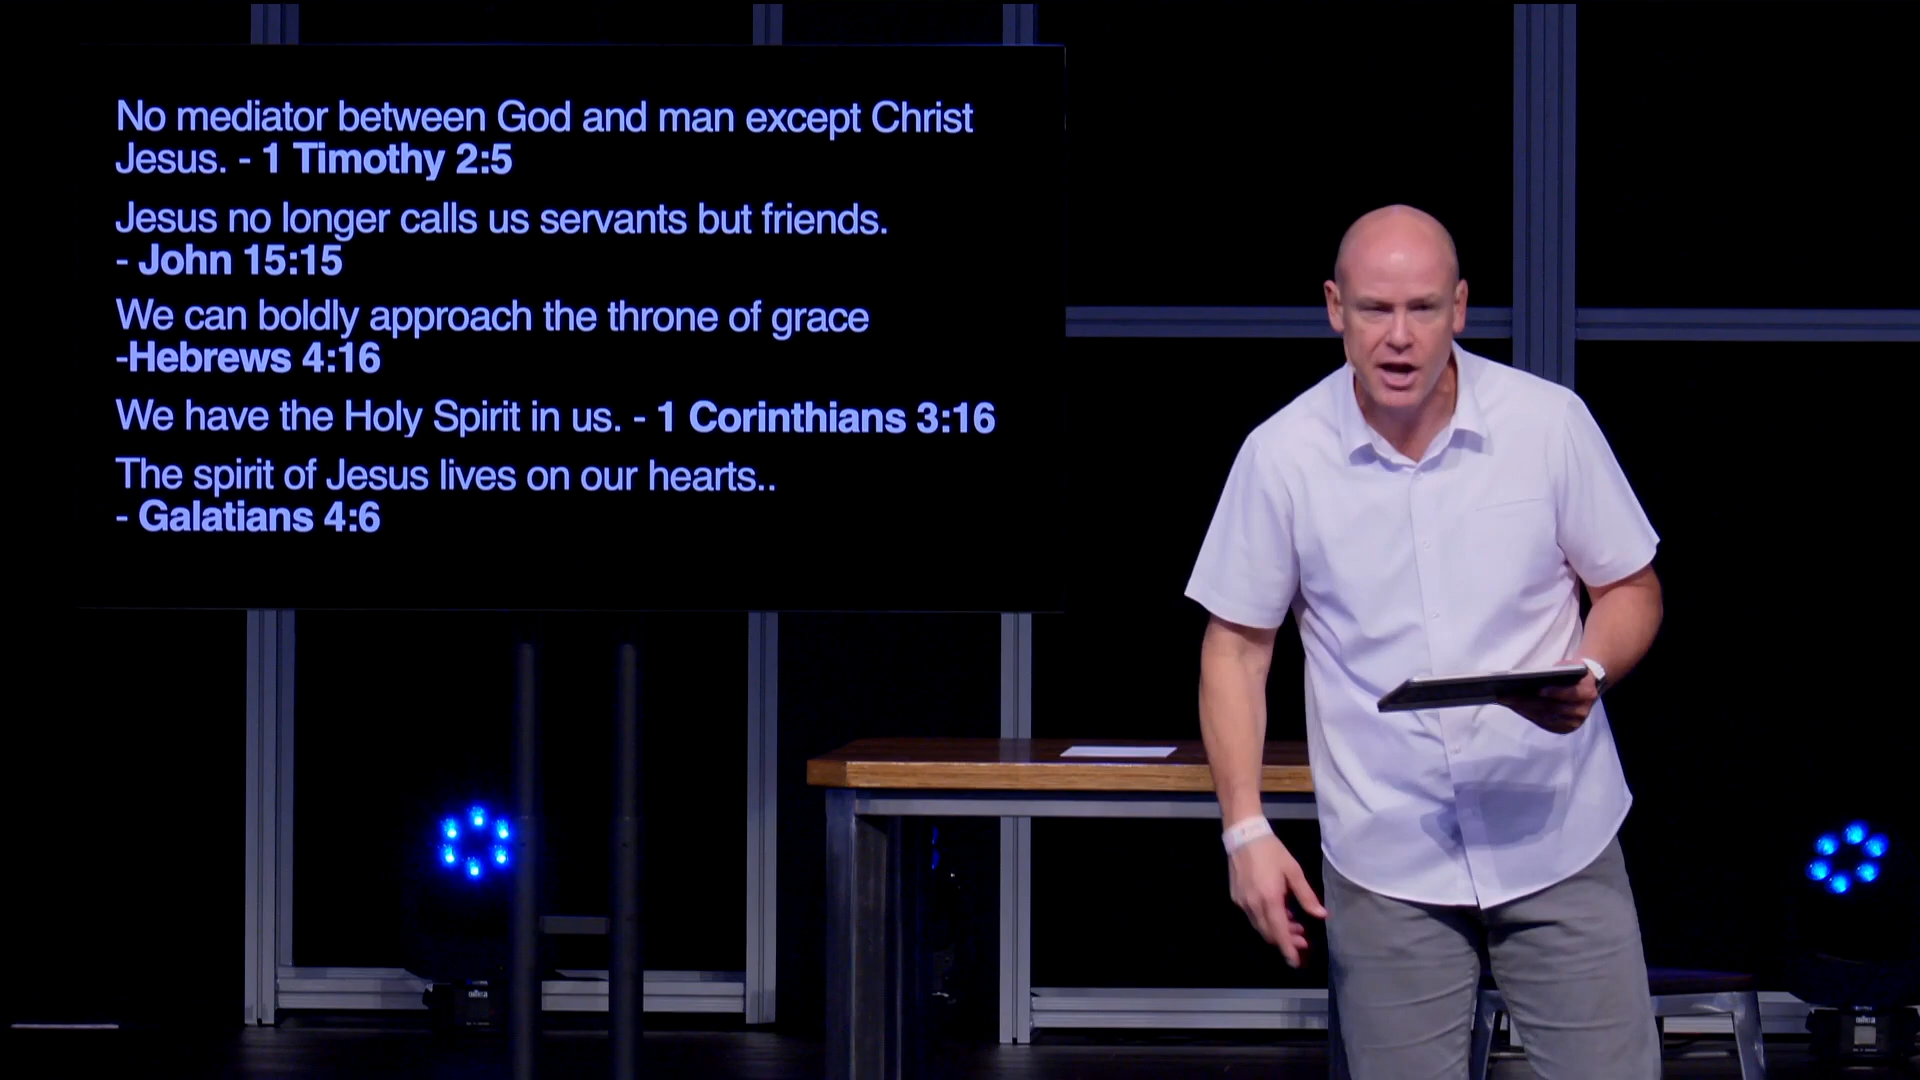 No mediator between God and man except Christ
Jesus. - 1 Timothy 2:5
Jesus no longer calls us servants but friends.
- John 15:15
We can boldly approach the throne of grace
-Hebrews 4:16
We have the Holy Spirit in us. - 1 Corinthians 3:16
The spirit of Jesus lives on our hearts..
- Galatians 4:6